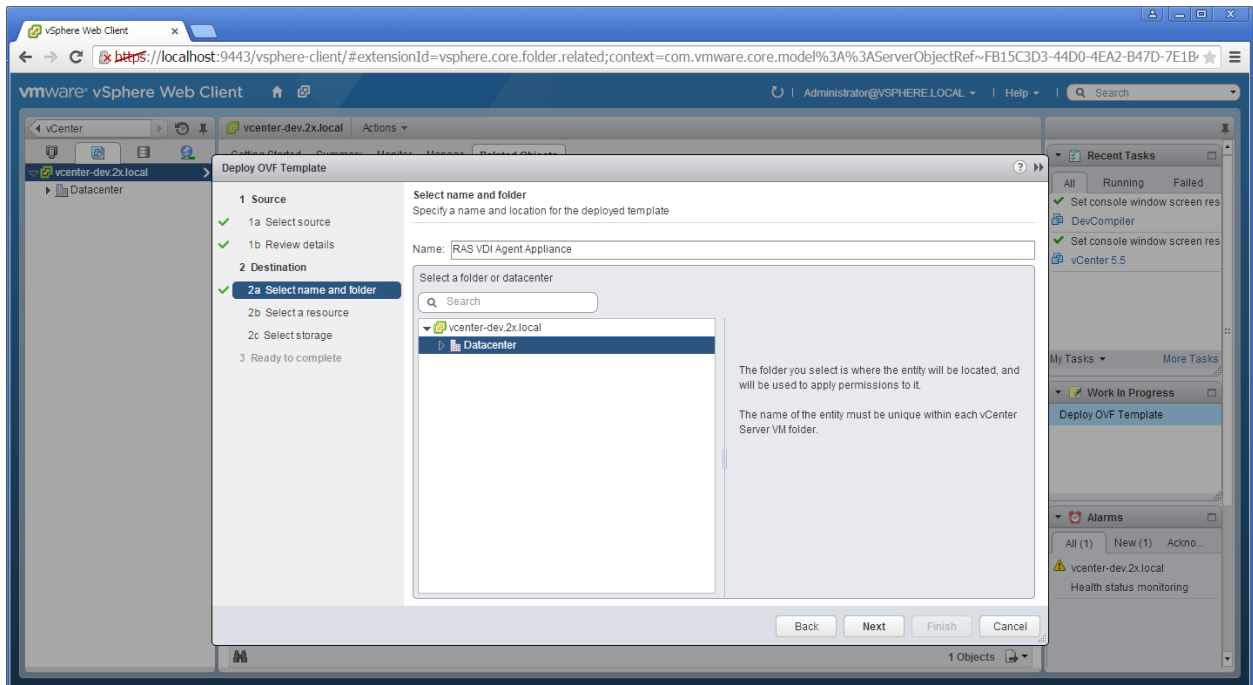 vSphere Web Client
https://localhost:9443/vsphere-client/#extensionId=vsphere.core.folder.related;context=com.vmware.core.model%3A%3AServerObjectRef~FB15C3D3-44D0-4EA2-B47D-7E1B
vmware® vSphere Web Client
Administrator@VSPHERE.LOCAL
Help
Search
vCenter
vcenter-dev.2x.local
Datacenter
vcenter-dev.2x.local
Actions
Getting Started Summary Monitor Manage Related Objects
Deploy OVF Template
1 Source
1a Select source
1b Review details
2 Destination
2a Select name and folder
2b Select a resource
2c Select storage
3 Ready to complete
Select name and folder
Specify a name and location for the deployed template
Name: RAS VDI Agent Appliance
Select a folder or datacenter
Search
vcenter-dev.2x.local
Datacenter
The folder you select is where the entity will be located, and
will be used to apply permissions to it.
The name of the entity must be unique within each vCenter
Server VM folder.
Back Next Finish Cancel
1 Objects
Recent Tasks
All Running Failed
Set console window screen res
DevCompiler
Set console window screen res
vCenter 5.5
My Tasks More Tasks
Work In Progress
Deploy OVF Template
Alarms
All (1) New (1) Ackno...
vcenter-dev.2x.local
Health status monitoring